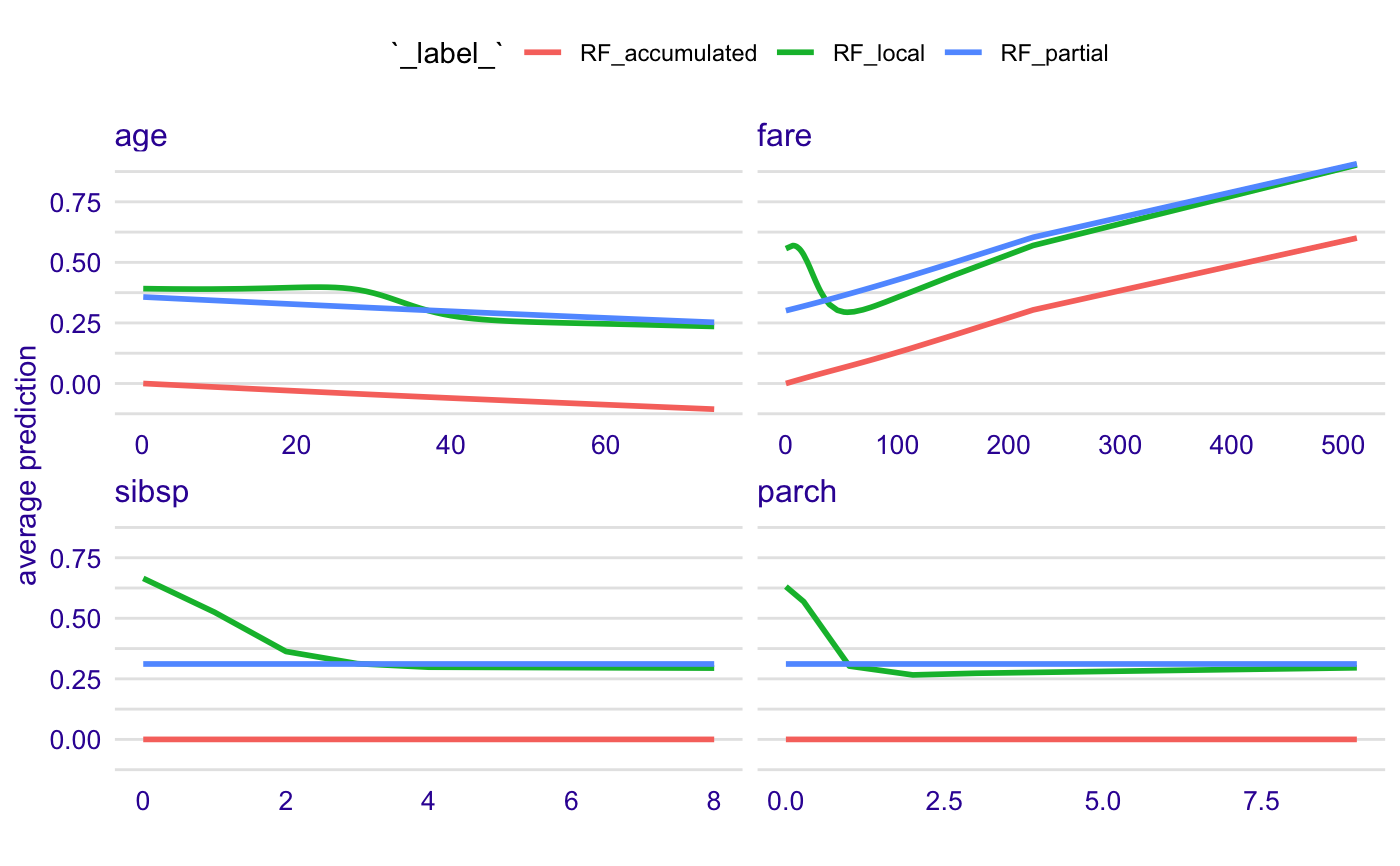 `_label_` RF_accumulated RF_local RF_partial
age
fare
0.75
0.50
0.25
0.00
0 20 40 60
0 100 200 300 400 500
average prediction
sibsp
parch
0.75
0.50
0.25
0.00
0 2 4 6 8
0.0 2.5 5.0 7.5